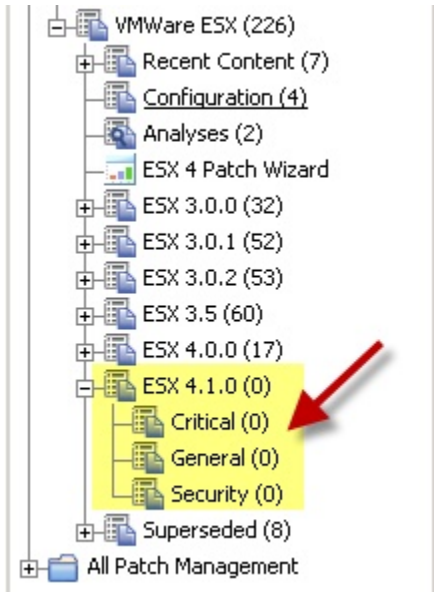 VMWare ESX (226)
Recent Content (7)
Configuration (4)
Analyses (2)
ESX 4 Patch Wizard
ESX 3.0.0 (32)
ESX 3.0.1 (52)
ESX 3.0.2 (53)
ESX 3.5 (60)
ESX 4.0.0 (17)
ESX 4.1.0 (0)
Critical (0)
General (0)
Security (0)
Superseded (8)
All Patch Management